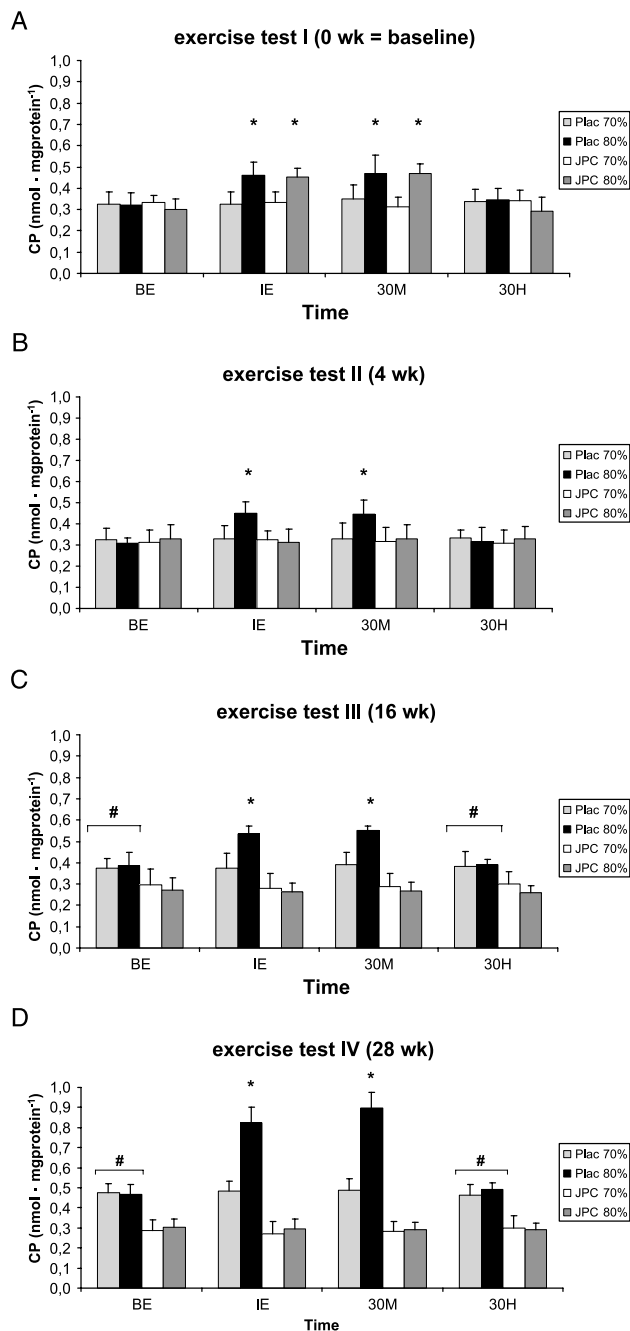 A
exercise test I (0 wk = baseline)
CP (nmol · mgprotein⁻¹)
1,0
0,9
0,8
0,7
0,6
0,5
0,4
0,3
0,2
0,1
0,0
* * * *
BE IE 30M 30H
Time
Plac 70%
Plac 80%
JPC 70%
JPC 80%
B
exercise test II (4 wk)
CP (nmol · mgprotein⁻¹)
1,0
0,9
0,8
0,7
0,6
0,5
0,4
0,3
0,2
0,1
0,0
* *
BE IE 30M 30H
Time
Plac 70%
Plac 80%
JPC 70%
JPC 80%
C
exercise test III (16 wk)
CP (nmol · mgprotein⁻¹)
1,0
0,9
0,8
0,7
0,6
0,5
0,4
0,3
0,2
0,1
0,0
# * * #
BE IE 30M 30H
Time
Plac 70%
Plac 80%
JPC 70%
JPC 80%
D
exercise test IV (28 wk)
CP (nmol · mgprotein⁻¹)
1,0
0,9
0,8
0,7
0,6
0,5
0,4
0,3
0,2
0,1
0,0
# * * #
BE IE 30M 30H
Time
Plac 70%
Plac 80%
JPC 70%
JPC 80%